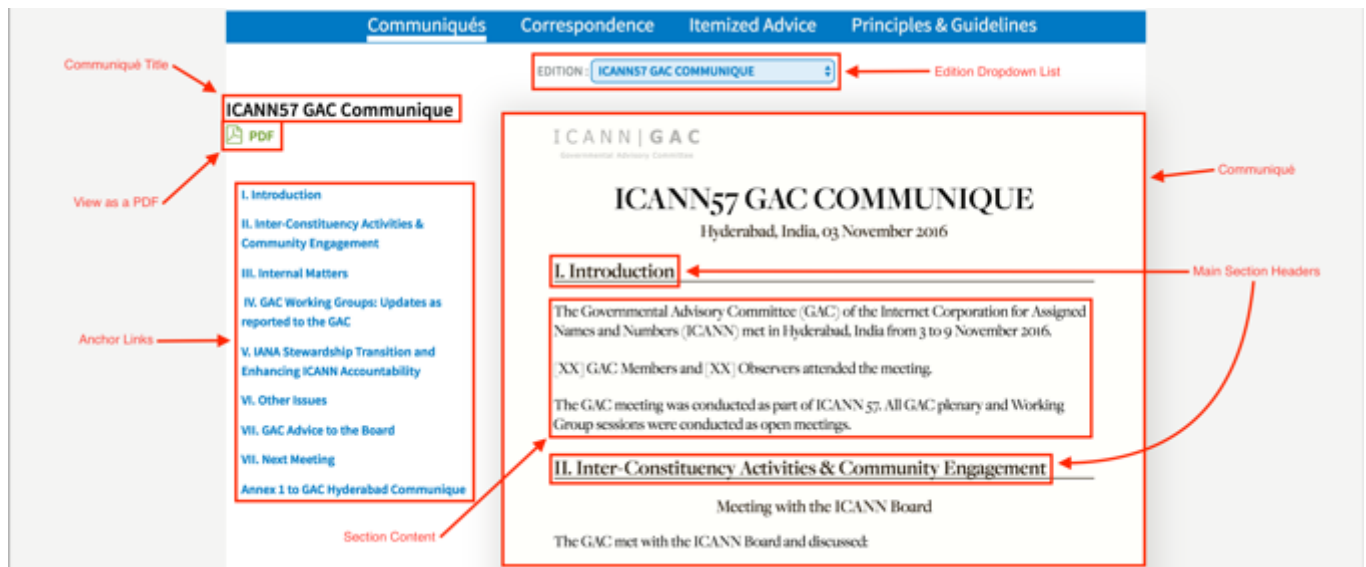 Communiqués Correspondence Itemized Advice Principles & Guidelines
Communiqué Title
EDITION : ICANN57 GAC COMMUNIQUE
Edition Dropdown List
ICANN57 GAC Communique
PDF
View as a PDF
I. Introduction
II. Inter-Constituency Activities &
Community Engagement
III. Internal Matters
IV. GAC Working Groups: Updates as
reported to the GAC
V. IANA Stewardship Transition and
Enhancing ICANN Accountability
VI. Other Issues
VII. GAC Advice to the Board
VII. Next Meeting
Annex 1 to GAC Hyderabad Communique
Anchor Links
ICANN|GAC
Governmental Advisory Committee
Communiqué
ICANN57 GAC COMMUNIQUE
Hyderabad, India, 03 November 2016
I. Introduction
Main Section Headers
The Governmental Advisory Committee (GAC) of the Internet Corporation for Assigned
Names and Numbers (ICANN) met in Hyderabad, India from 3 to 9 November 2016.
[XX] GAC Members and [XX] Observers attended the meeting.
The GAC meeting was conducted as part of ICANN 57. All GAC plenary and Working
Group sessions were conducted as open meetings.
Section Content
II. Inter-Constituency Activities & Community Engagement
Meeting with the ICANN Board
The GAC met with the ICANN Board and discussed: